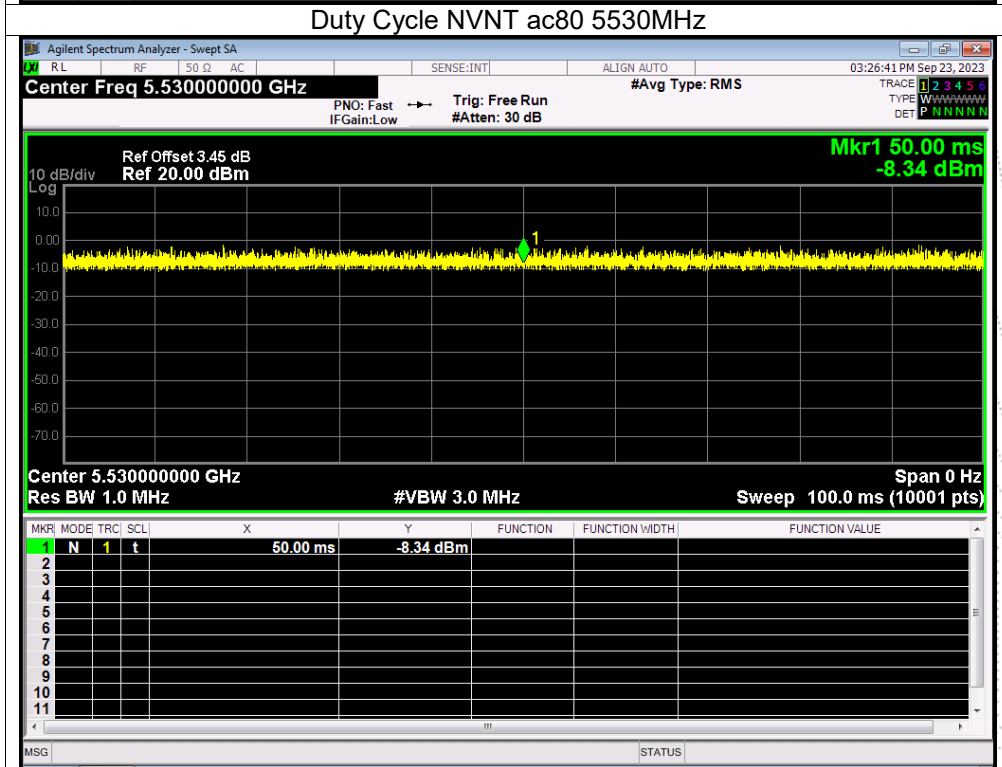 Duty Cycle NVNT ac80 5530MHz
Agilent Spectrum Analyzer - Swept SA
LXI RL RF 50 Ω AC SENSE:INT ALIGN AUTO 03:26:41 PM Sep 23, 2023
Center Freq 5.530000000 GHz #Avg Type: RMS TRACE 1 2 3 4 5 6
PNO: Fast Trig: Free Run TYPE WWWWWWW
IFGain:Low #Atten: 30 dB DET P N N N N N
Mkr1 50.00 ms
Ref Offset 3.45 dB
10 dB/div Ref 20.00 dBm -8.34 dBm
Log
10.0
0.00
1
-10.0
-20.0
-30.0
-40.0
-50.0
-60.0
-70.0
Center 5.530000000 GHz Span 0 Hz
Res BW 1.0 MHz #VBW 3.0 MHz Sweep 100.0 ms (10001 pts)
MKR MODE TRC SCL X Y FUNCTION FUNCTION WIDTH FUNCTION VALUE
1 N 1 t 50.00 ms -8.34 dBm
2
3
4
5
6
7
8
9
10
11
MSG STATUS